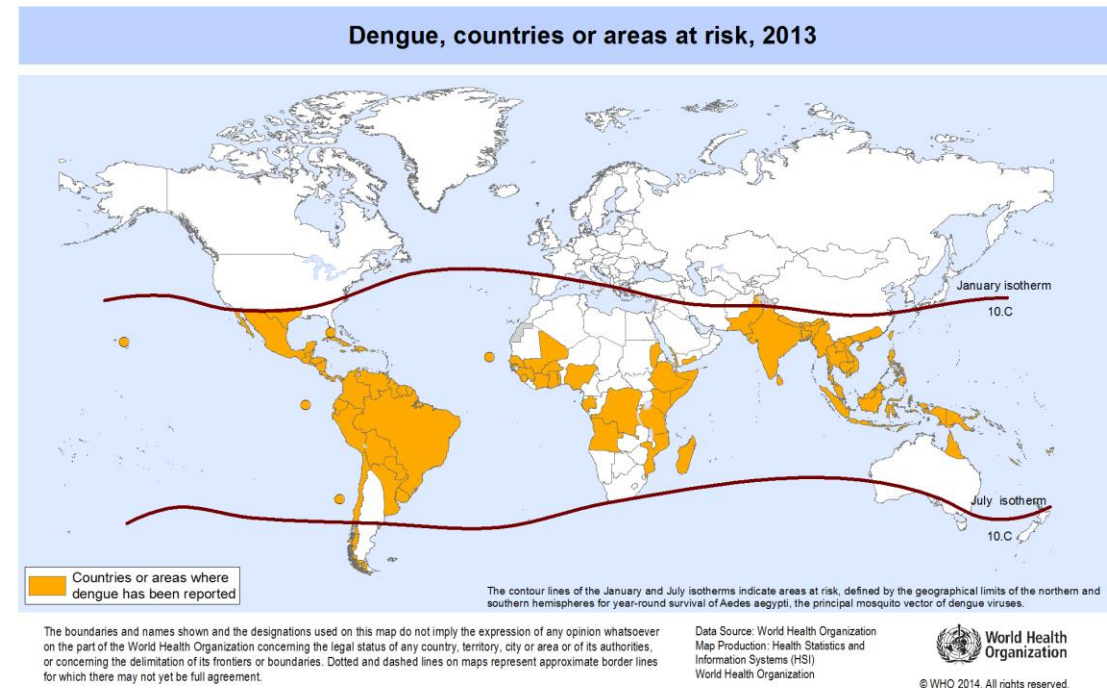 Dengue, countries or areas at risk, 2013
January isotherm
10.C
July isotherm
10.C
Countries or areas where
dengue has been reported
The contour lines of the January and July isotherms indicate areas at risk, defined by the geographical limits of the northern and
southern hemispheres for year-round survival of Aedes aegypti, the principal mosquito vector of dengue viruses.
The boundaries and names shown and the designations used on this map do not imply the expression of any opinion whatsoever
on the part of the World Health Organization concerning the legal status of any country, territory, city or area or of its authorities,
or concerning the delimitation of its frontiers or boundaries. Dotted and dashed lines on maps represent approximate border lines
for which there may not yet be full agreement.
Data Source: World Health Organization
Map Production: Health Statistics and
Information Systems (HSI)
World Health Organization
World Health
Organization
© WHO 2014. All rights reserved.